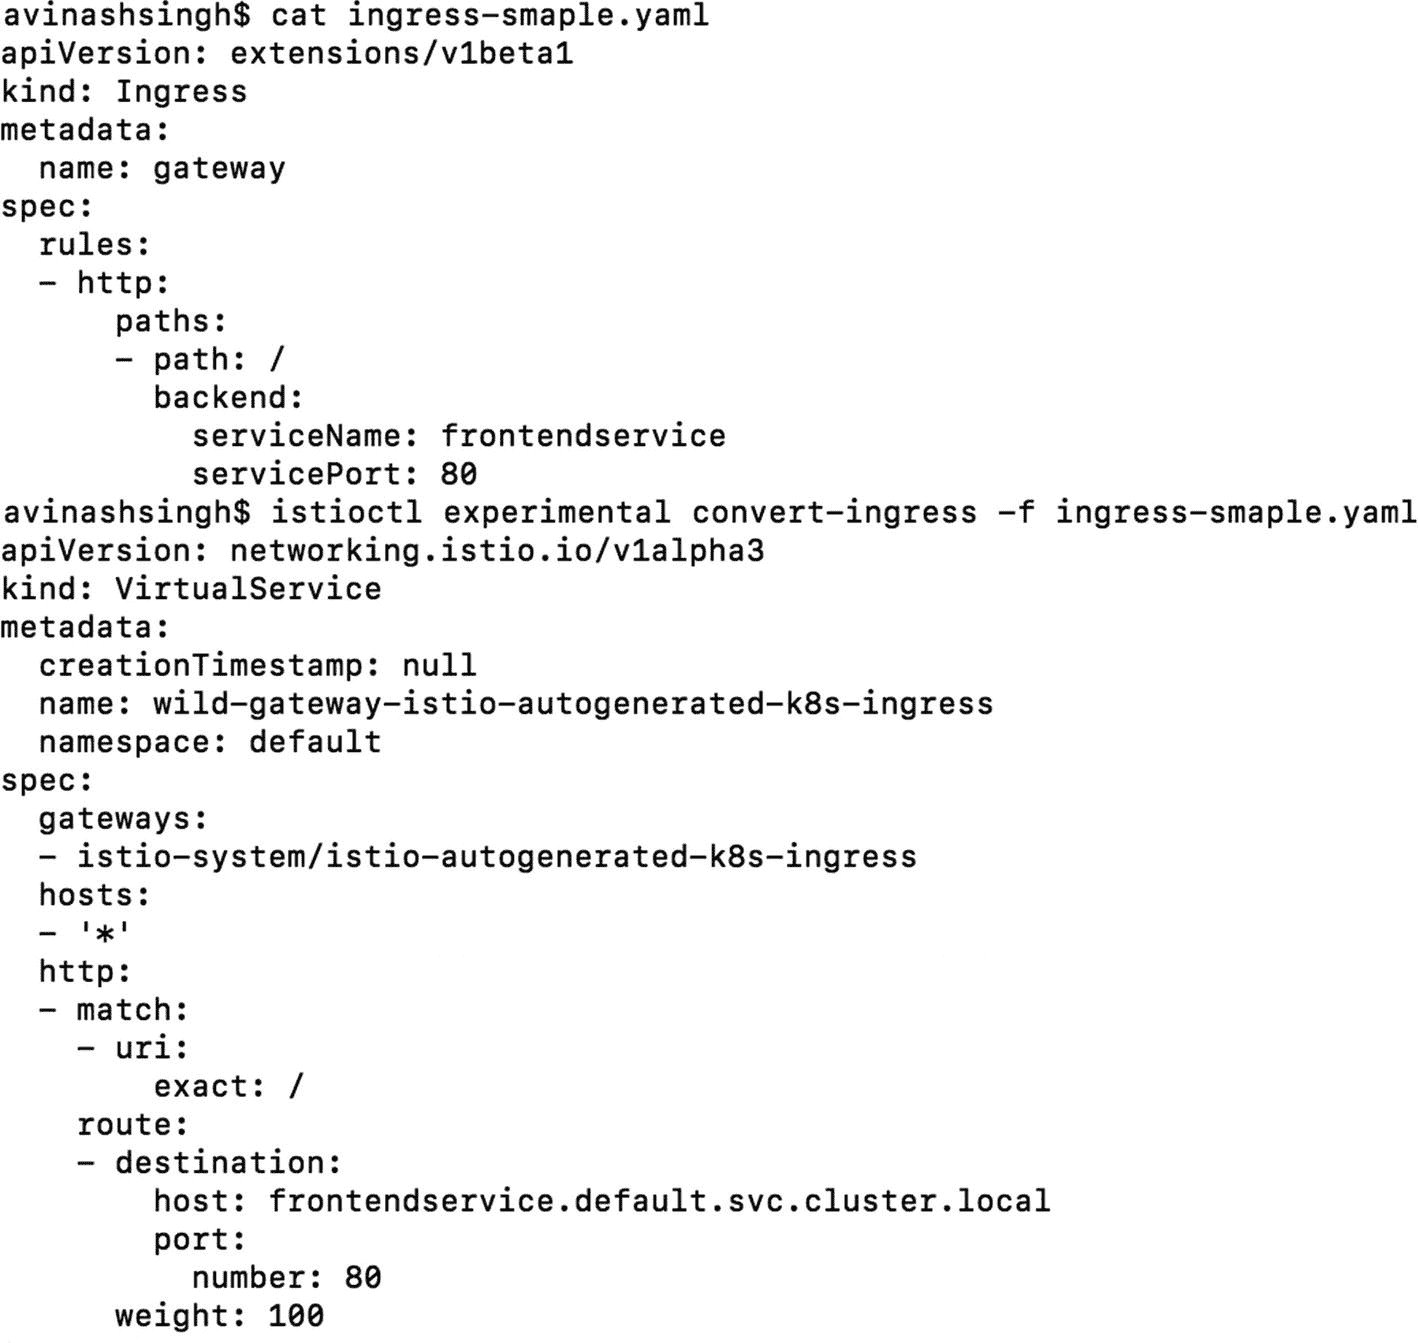 avinashsingh$ cat ingress-smaple.yaml
apiVersion: extensions/v1beta1
kind: Ingress
metadata:
  name: gateway
spec:
  rules:
  - http:
      paths:
      - path: /
        backend:
          serviceName: frontendservice
          servicePort: 80
avinashsingh$ istioctl experimental convert-ingress -f ingress-smaple.yaml
apiVersion: networking.istio.io/v1alpha3
kind: VirtualService
metadata:
  creationTimestamp: null
  name: wild-gateway-istio-autogenerated-k8s-ingress
  namespace: default
spec:
  gateways:
  - istio-system/istio-autogenerated-k8s-ingress
  hosts:
  - '*'
  http:
  - match:
    - uri:
        exact: /
    route:
    - destination:
        host: frontendservice.default.svc.cluster.local
        port:
          number: 80
      weight: 100